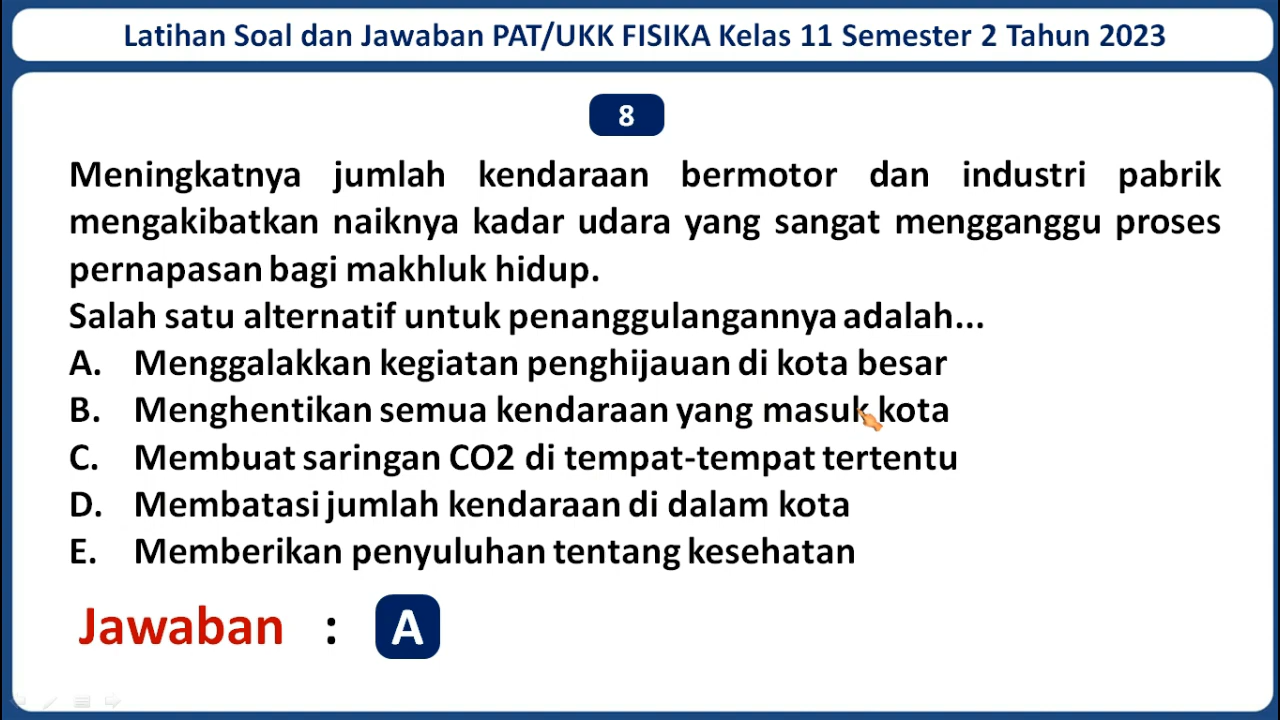 Latihan Soal dan Jawaban PAT/UKK FISIKA Kelas 11 Semester 2 Tahun 2023
8
Meningkatnya jumlah kendaraan bermotor dan industri pabrik
mengakibatkan naiknya kadar udara yang sangat mengganggu proses
pernapasan bagi makhluk hidup.
Salah satu alternatif untuk penanggulangannya adalah...
A. Menggalakkan kegiatan penghijauan di kota besar
B. Menghentikan semua kendaraan yang masuk kota
C. Membuat saringan CO2 di tempat-tempat tertentu
D. Membatasi jumlah kendaraan di dalam kota
E. Memberikan penyuluhan tentang kesehatan
Jawaban : A